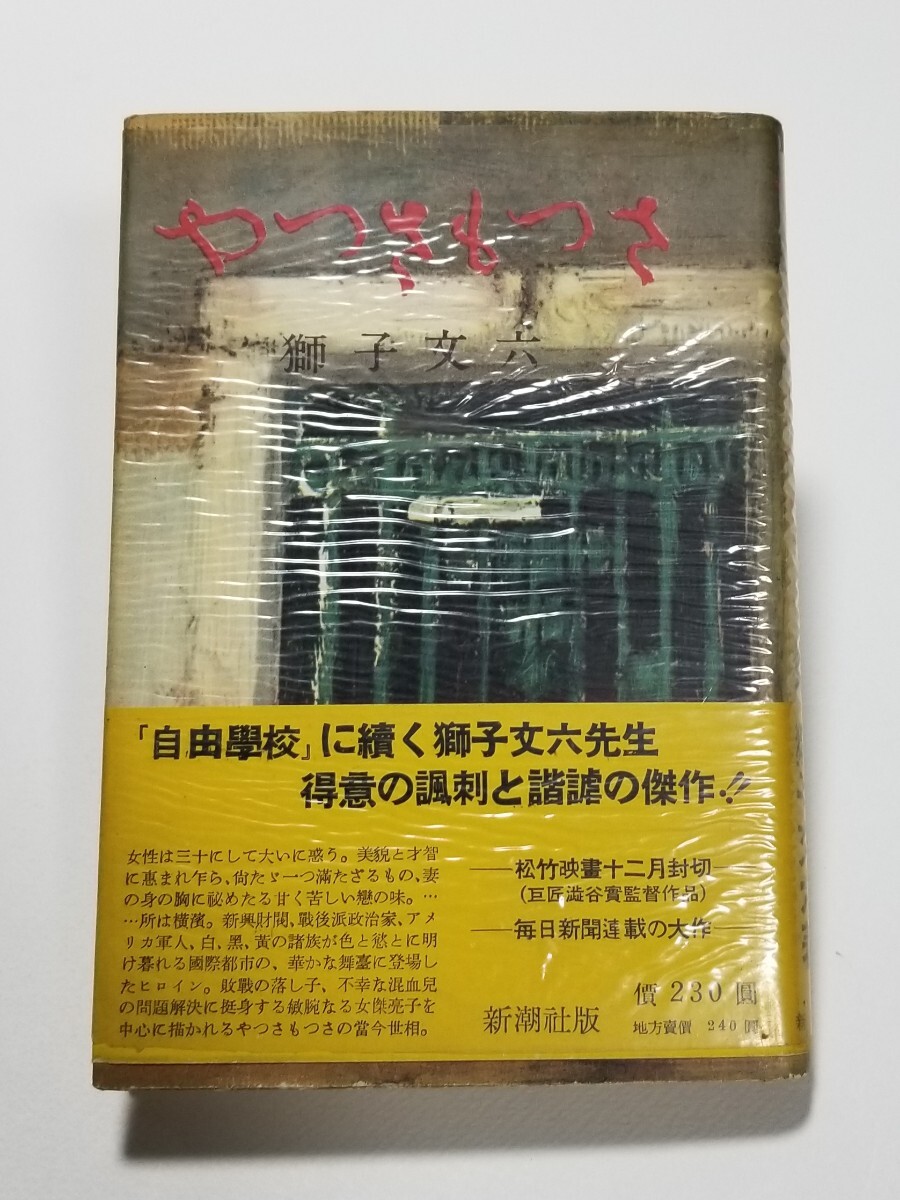 やつさもつさ
獅子文六
「自由學校」に續く獅子文六先生
得意の諷刺と諧謔の傑作!!
女性は三十にして大いに惑う。美貌と才智
に惠まれ乍ら、尙たゞ一つ滿たざるもの、妻
の身の胸に祕めたる甘く苦しい戀の味。…
…所は橫濱。新興財閥、戰後派政治家、アメ
リカ軍人、白、黑、黃の諸族が色と慾とに明
け暮れる國際都市の、華かな舞臺に登場し
たヒロイン。敗戰の落し子、不幸な混血兒
の問題解決に挺身する敏腕なる女傑亮子を
中心に描かれるやつさもつさの當今世相。
―松竹映畫十二月封切―
(巨匠澁谷實監督作品)
―每日新聞連載の大作―
新潮社版
價 230 圓
地方賣價 240 圓